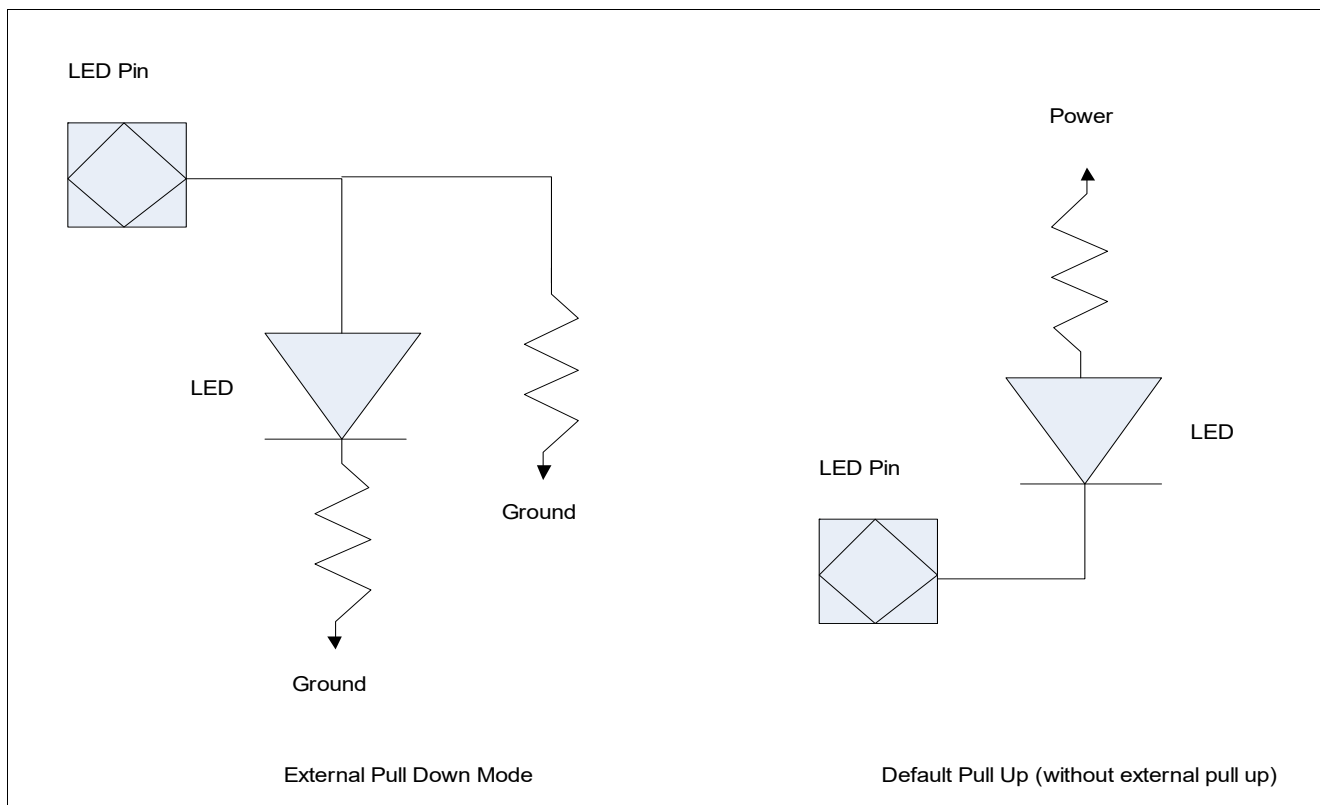 LED Pin
LED
Ground
Ground
External Pull Down Mode
Power
LED
LED Pin
Default Pull Up (without external pull up)